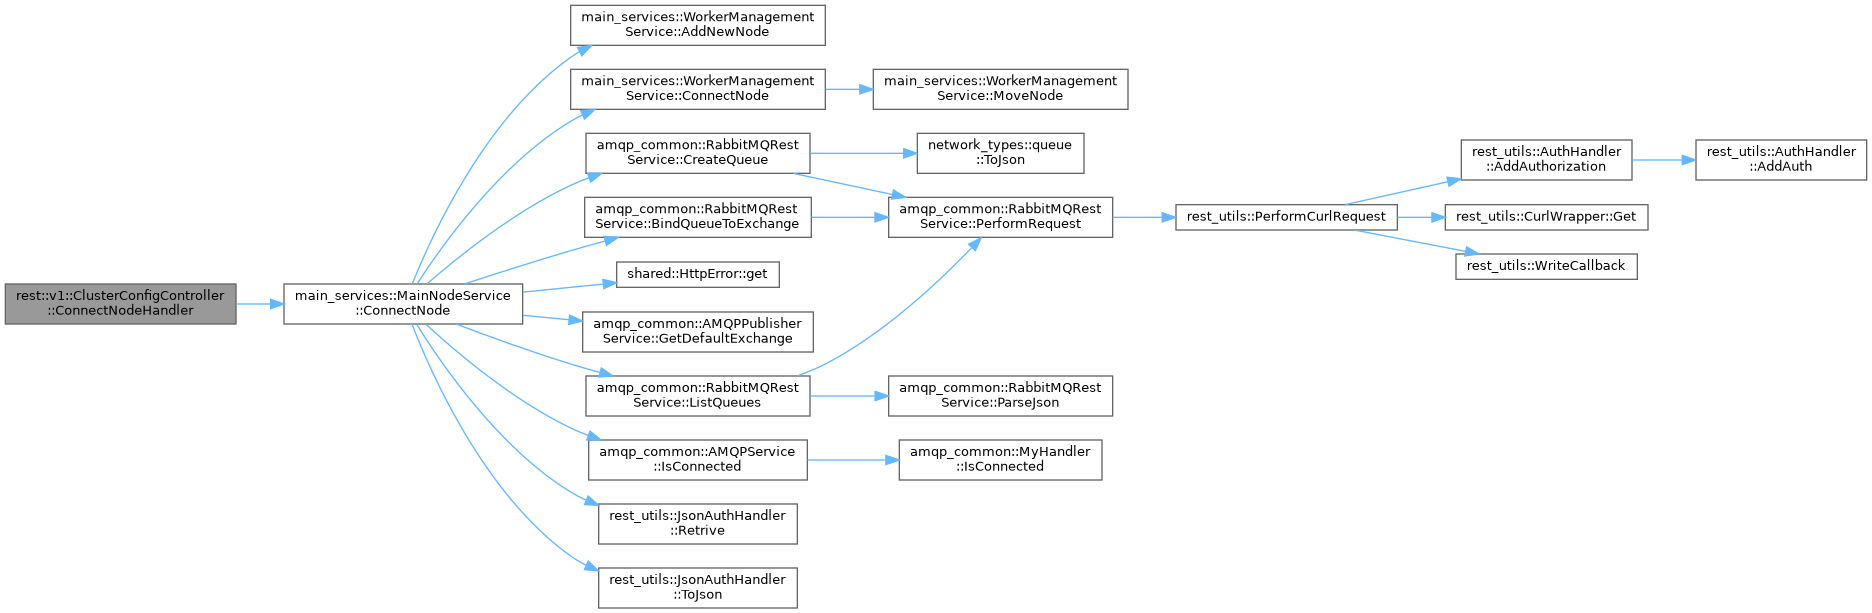 rest::v1::ClusterConfigController
::ConnectNodeHandler
main_services::MainNodeService
::ConnectNode
main_services::WorkerManagement
Service::AddNewNode
main_services::WorkerManagement
Service::ConnectNode
main_services::WorkerManagement
Service::MoveNode
amqp_common::RabbitMQRest
Service::CreateQueue
network_types::queue
::ToJson
amqp_common::RabbitMQRest
Service::BindQueueToExchange
amqp_common::RabbitMQRest
Service::PerformRequest
rest_utils::PerformCurlRequest
rest_utils::AuthHandler
::AddAuthorization
rest_utils::AuthHandler
::AddAuth
rest_utils::CurlWrapper::Get
rest_utils::WriteCallback
shared::HttpError::get
amqp_common::AMQPPublisher
Service::GetDefaultExchange
amqp_common::RabbitMQRest
Service::ListQueues
amqp_common::RabbitMQRest
Service::ParseJson
amqp_common::AMQPService
::IsConnected
amqp_common::MyHandler
::IsConnected
rest_utils::JsonAuthHandler
::Retrive
rest_utils::JsonAuthHandler
::ToJson